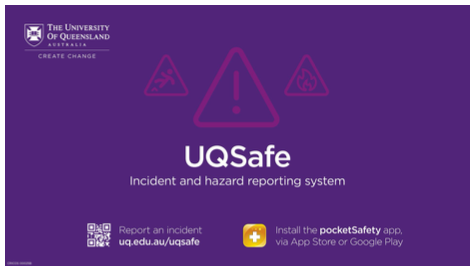 THE UNIVERSITY
OF QUEENSLAND
AUSTRALIA
CREATE CHANGE
UQSafe
Incident and hazard reporting system
Report an incident
uq.edu.au/uqsafe
Install the pocketSafety app,
via App Store or Google Play